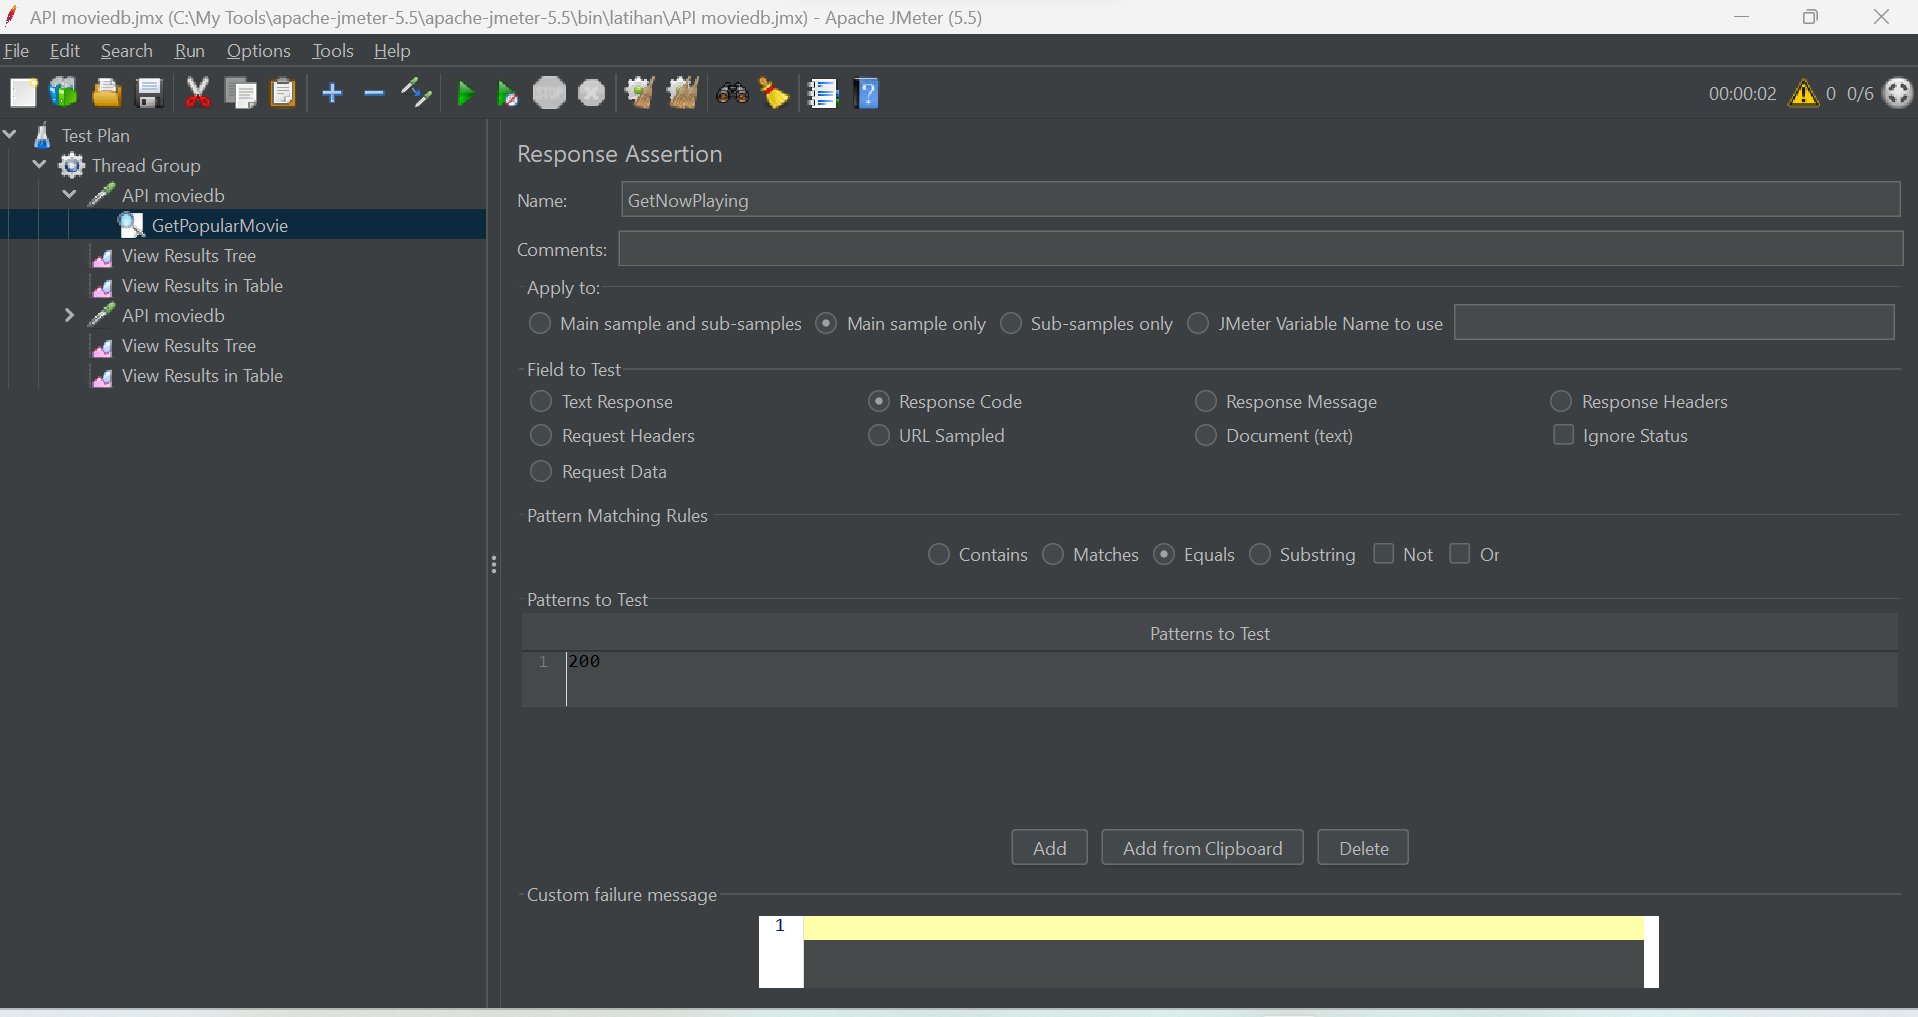 API moviedb.jmx (C:\My Tools\apache-jmeter-5.5\apache-jmeter-5.5\bin\latihan\API moviedb.jmx) - Apache JMeter (5.5)
File Edit Search Run Options Tools Help
STOP ? 00:00:02 0 0/6
Test Plan
Thread Group
API moviedb
GetPopularMovie
View Results Tree
View Results in Table
API moviedb
View Results Tree
View Results in Table
Response Assertion
Name: GetNowPlaying
Comments:
Apply to:
Main sample and sub-samples Main sample only Sub-samples only JMeter Variable Name to use
Field to Test
Text Response Response Code Response Message Response Headers
Request Headers URL Sampled Document (text) Ignore Status
Request Data
Pattern Matching Rules
Contains Matches Equals Substring Not Or
Patterns to Test
Patterns to Test
1 200
Add Add from Clipboard Delete
Custom failure message
1